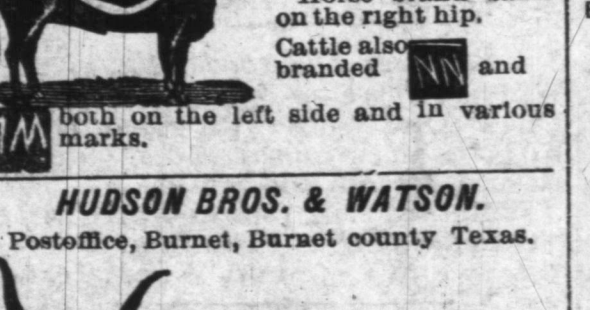 on the right hip.
Cattle also
branded NN and
both on the left side and in various
marks.
HUDSON BROS. & WATSON.
Postoffice, Burnet, Burnet county Texas.